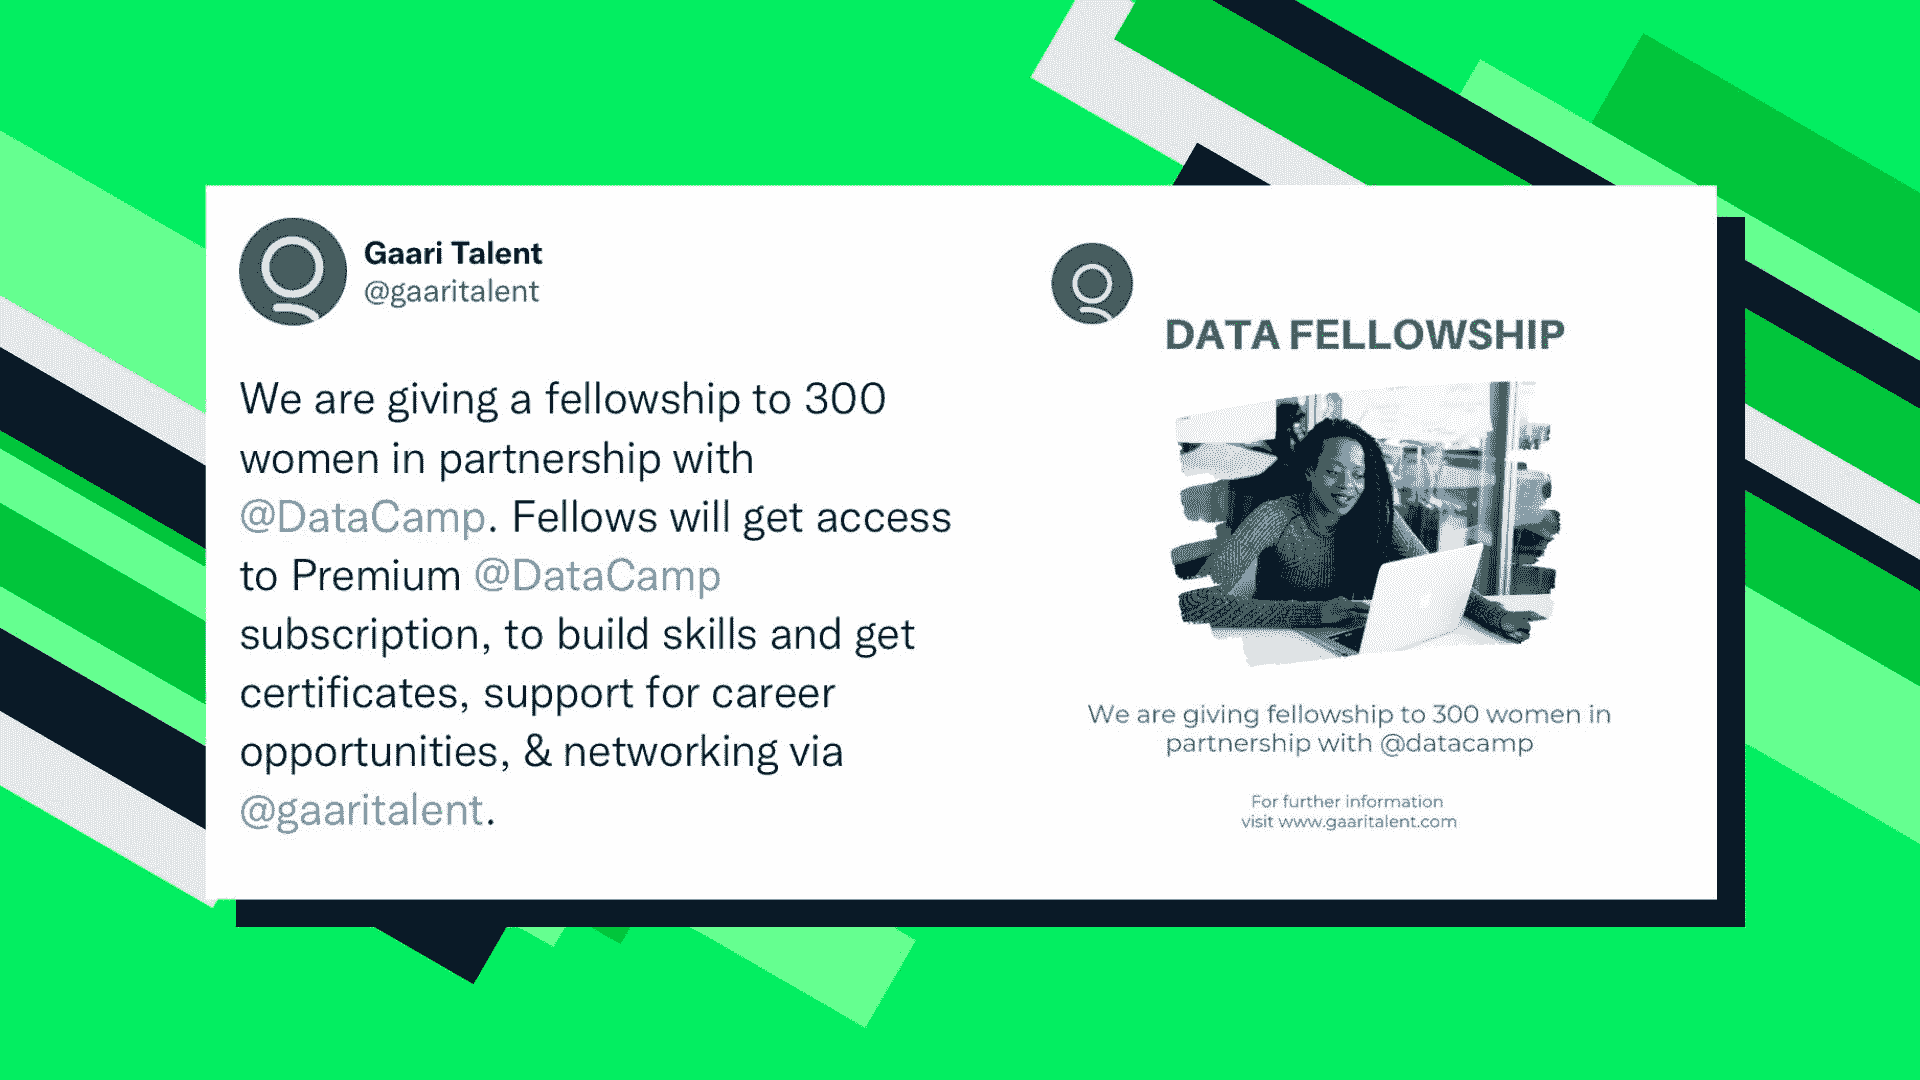 Gaari Talent
@gaaritalent
We are giving a fellowship to 300
women in partnership with
@DataCamp. Fellows will get access
to Premium @DataCamp
subscription, to build skills and get
certificates, support for career
opportunities, & networking via
@gaaritalent.
DATA FELLOWSHIP
We are giving fellowship to 300 women in
partnership with @datacamp
For further information
visit www.gaaritalent.com